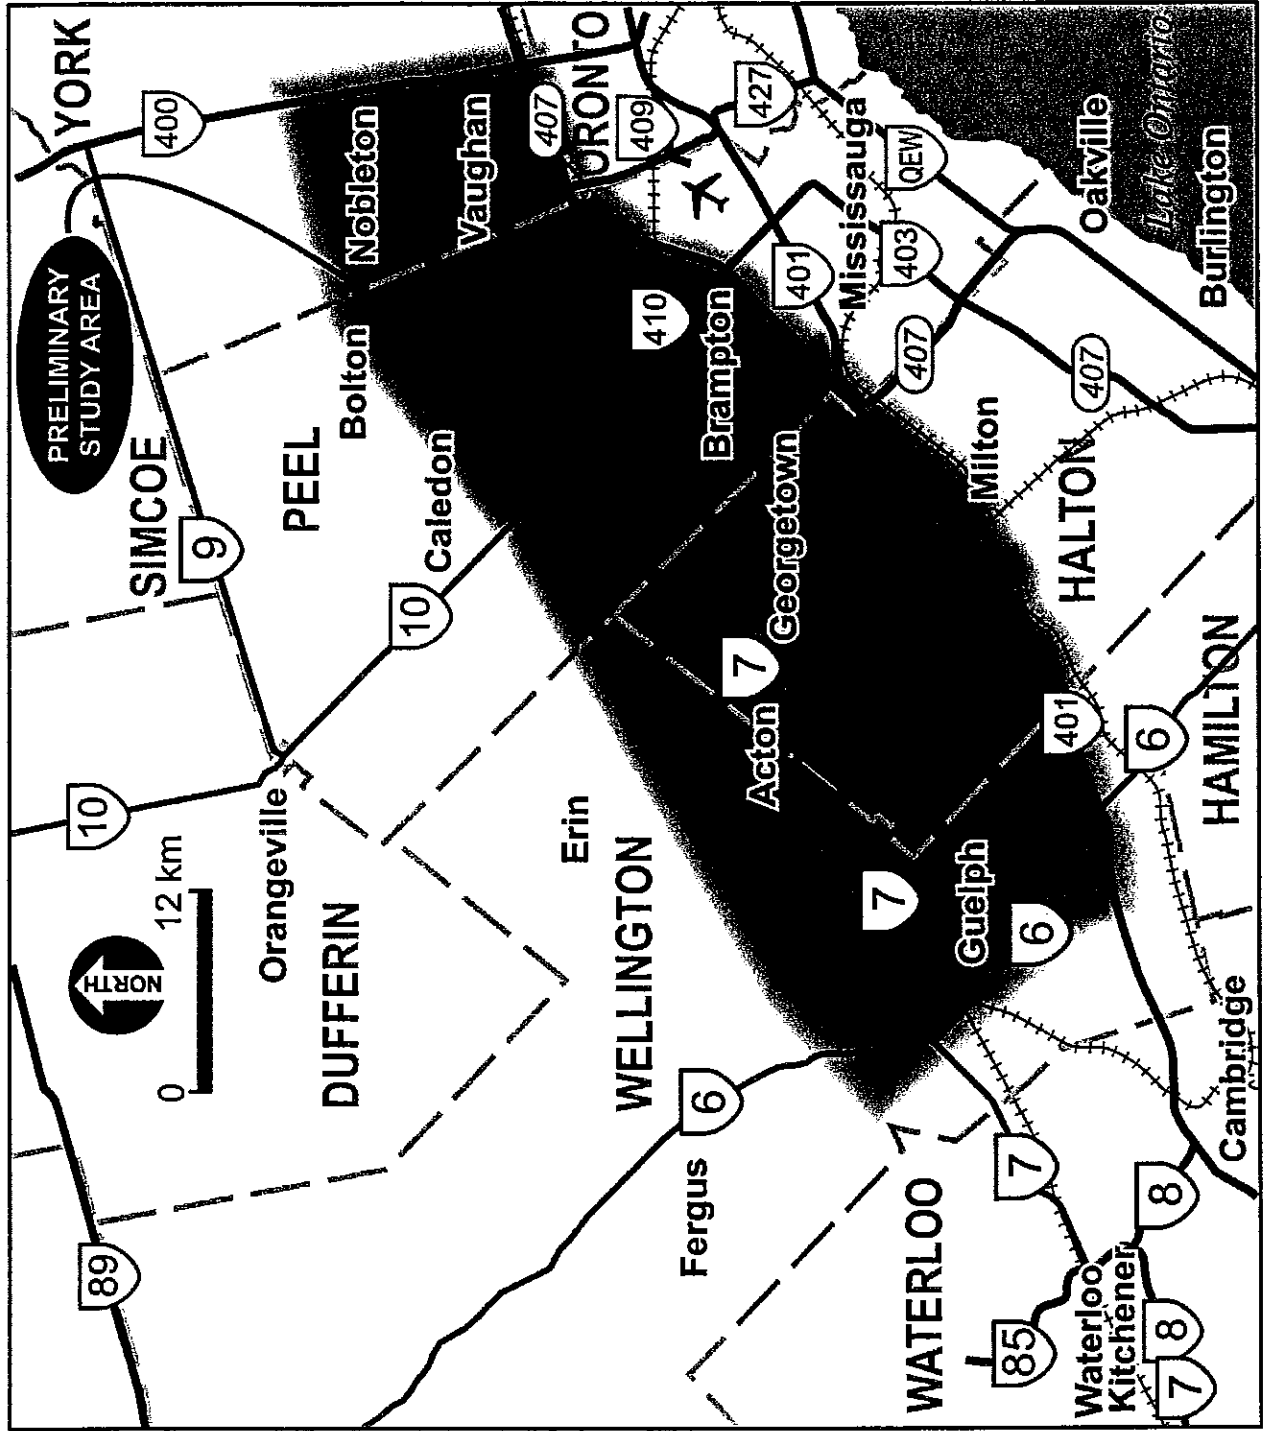 PRELIMINARY
STUDY AREA
YORK
400
SIMCOE
9
10
89
NORTH
0 12 km
Orangeville
PEEL
DUFFERIN
Bolton
Nobleton
Caledon
10
Vaughan
407
TORONTO
Erin
WELLINGTON
409
410
427
Fergus
6
Brampton
7
Acton
Georgetown
401
Mississauga
7
QEW
403
407
WATERLOO
Guelph
Milton
85
7
6
401
HALTON
407
Oakville
Waterloo
Kitchener
8
6
8
7
Lake Ontario
Burlington
HAMILTON
Cambridge